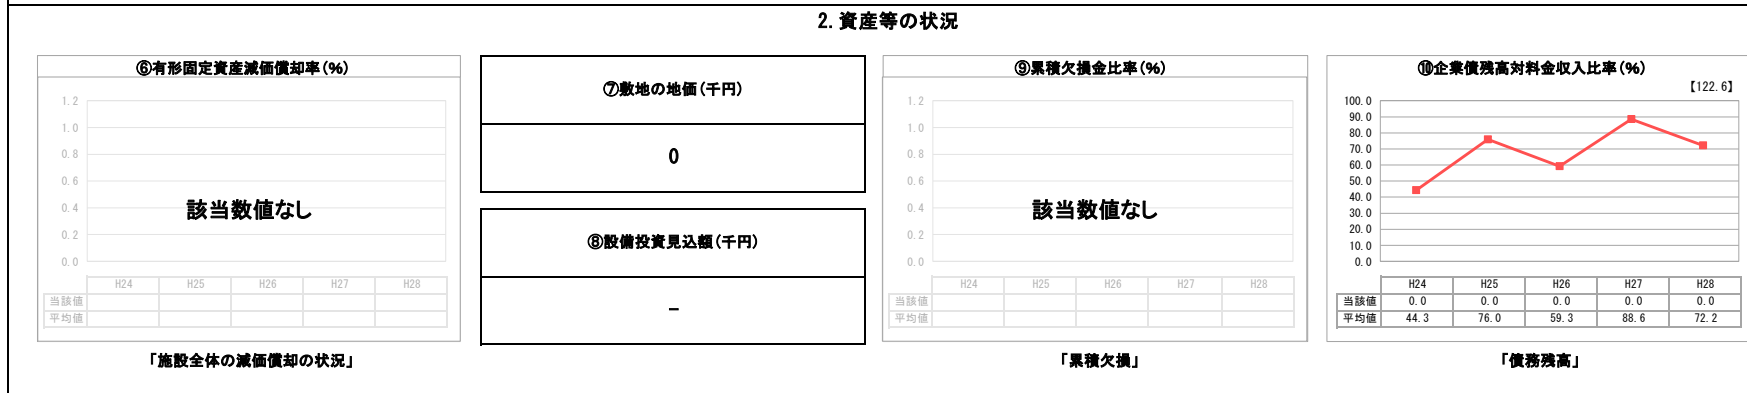 2. 資産等の状況
⑥有形固定資産減価償却率(%)
1.2
1.0
0.8
0.6
0.4
0.2
0.0
該当数値なし
H24 H25 H26 H27 H28
当該値
平均値
「施設全体の減価償却の状況」
⑦敷地の地価(千円)
0
⑧設備投資見込額(千円)
-
⑨累積欠損金比率(%)
1.2
1.0
0.8
0.6
0.4
0.2
0.0
該当数値なし
H24 H25 H26 H27 H28
当該値
平均値
「累積欠損」
⑩企業債残高対料金収入比率(%)
【122.6】
100.0
90.0
80.0
70.0
60.0
50.0
40.0
30.0
20.0
10.0
0.0
H24 H25 H26 H27 H28
当該値 0.0 0.0 0.0 0.0 0.0
平均値 44.3 76.0 59.3 88.6 72.2
「債務残高」